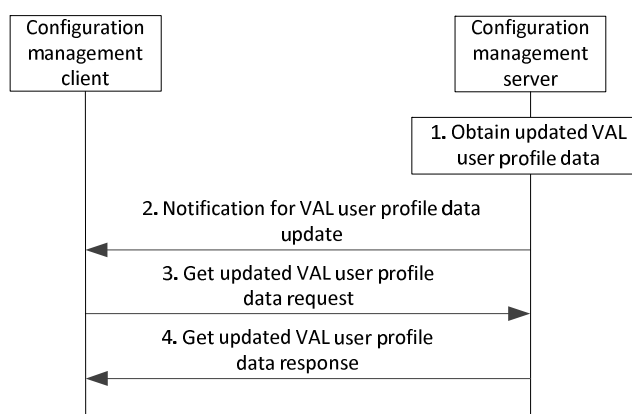 Configuration
management
client
Configuration
management
server
1. Obtain updated VAL
user profile data
2. Notification for VAL user profile data
update
3. Get updated VAL user profile
data request
4. Get updated VAL user profile
data response